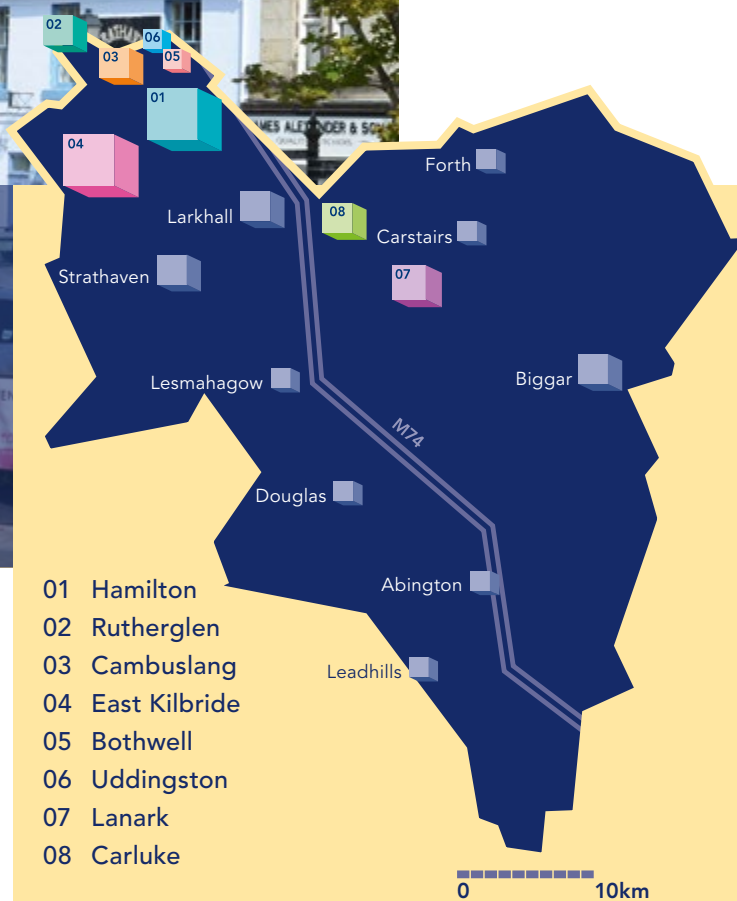 02
06
03
05
01
04
AMES ALEXANDER & SO
Forth
Larkhall
08
Carstairs
Strathaven
07
Lesmahagow
Biggar
M74
Douglas
Abington
Leadhills
01 Hamilton
02 Rutherglen
03 Cambuslang
04 East Kilbride
05 Bothwell
06 Uddingston
07 Lanark
08 Carluke
0 10km